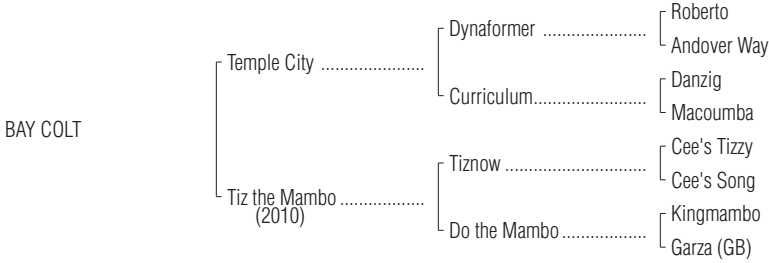 Roberto
Dynaformer ......................
Andover Way
Temple City ......................
Danzig
Curriculum........................
Macoumba
BAY COLT
Cee's Tizzy
Tiznow ..............................
Cee's Song
Tiz the Mambo ..................
(2010)
Kingmambo
Do the Mambo..................
Garza (GB)